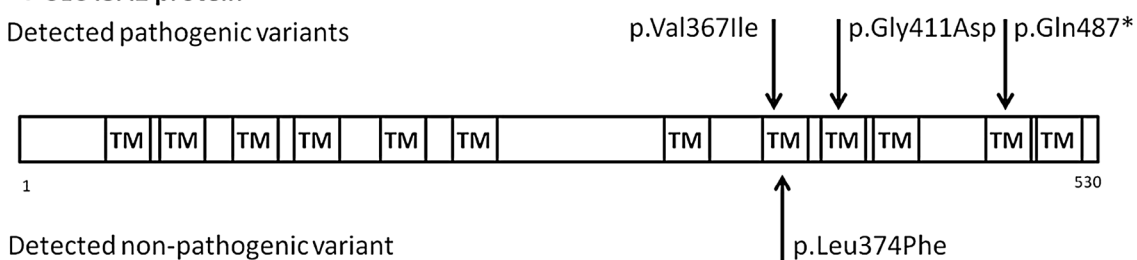 Detected pathogenic variants
p.Val367Ile
p.Gly411Asp
p.Gln487*
TM TM TM TM TM TM TM TM TM TM TM TM
1
530
Detected non-pathogenic variant
p.Leu374Phe